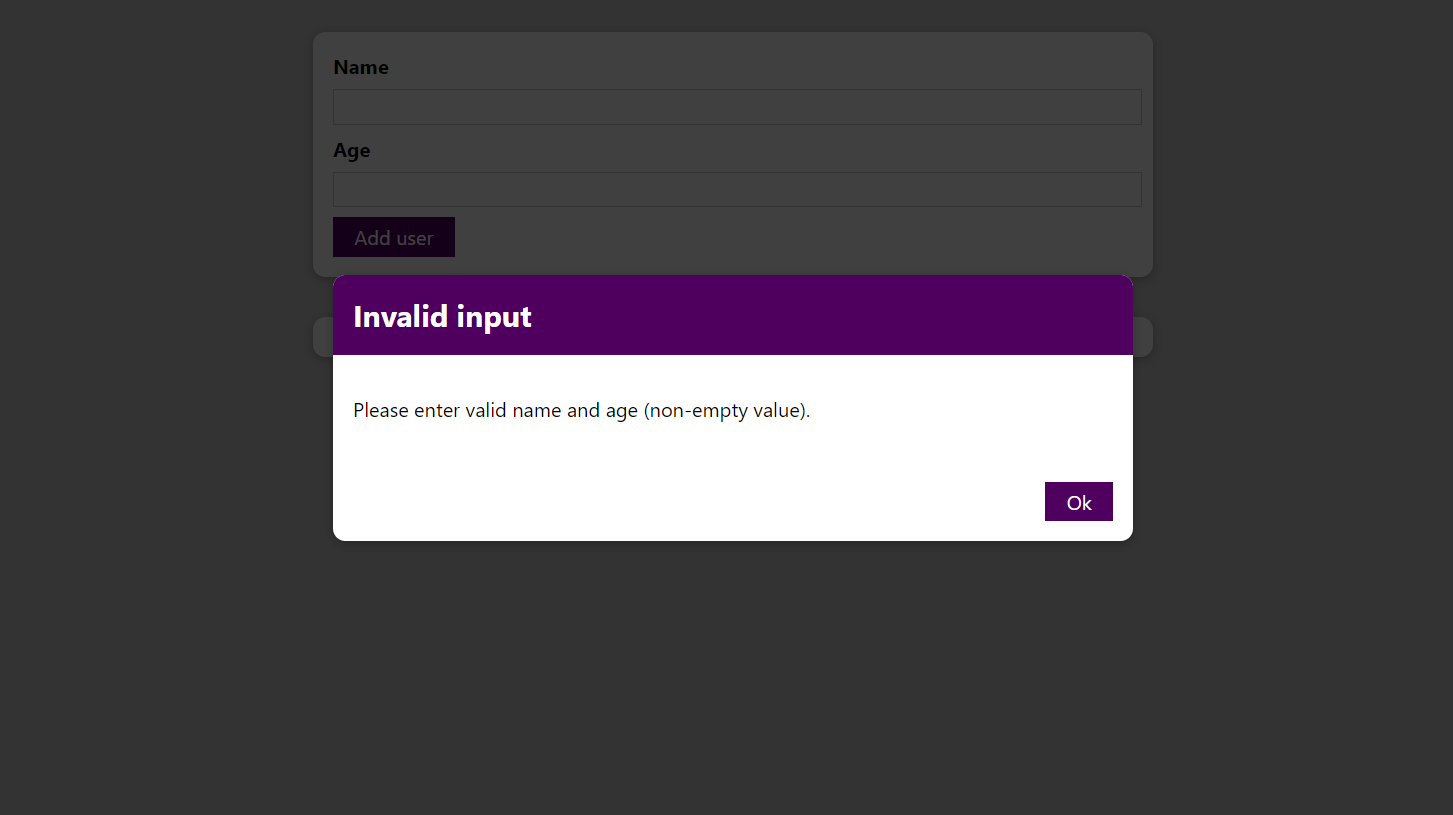 Name
Age
Add user
Invalid input
Please enter valid name and age (non-empty value).
Ok